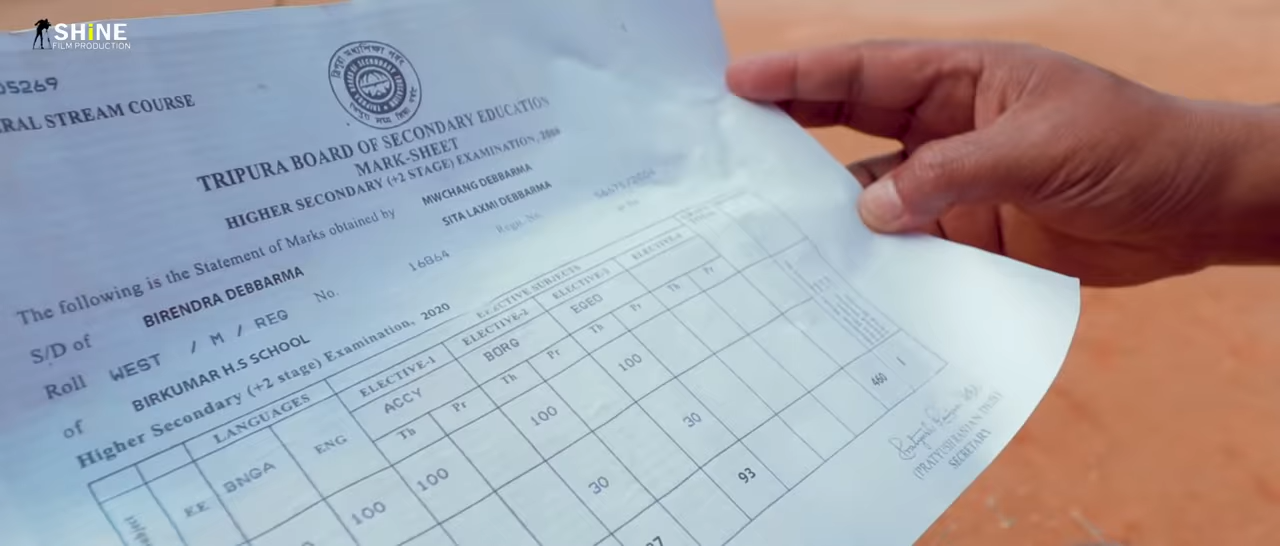 SHiNE
FILM PRODUCTION
05269
RAL STREAM COURSE
TRIPURA BOARD OF SECONDARY EDUCATION
MARK-SHEET
HIGHER SECONDARY (+2 STAGE) EXAMINATION,
The following is the Statement of Marks obtained by MWCHANG DEBBARMA
S/D of BIRENDRA DEBBARMA SITA LAXMI DEBBARMA
Roll WEST / M / REG No. 16864 Regn. No.
of BIRKUMAR H.S SCHOOL
Higher Secondary (+2 stage) Examination, 2020
LANGUAGES ELECTIVE SUBJECTS
ELECTIVE-1 ELECTIVE-2 ELECTIVE-3 ELECTIVE-4
E.E. BNGA ENG ACCY BORG EGEO
Th Pr Th Pr Th Pr Th Pr
100 100 100 100
30 30
93
460 I
(PRATYUSH RANJAN DEB)
SECRETARY